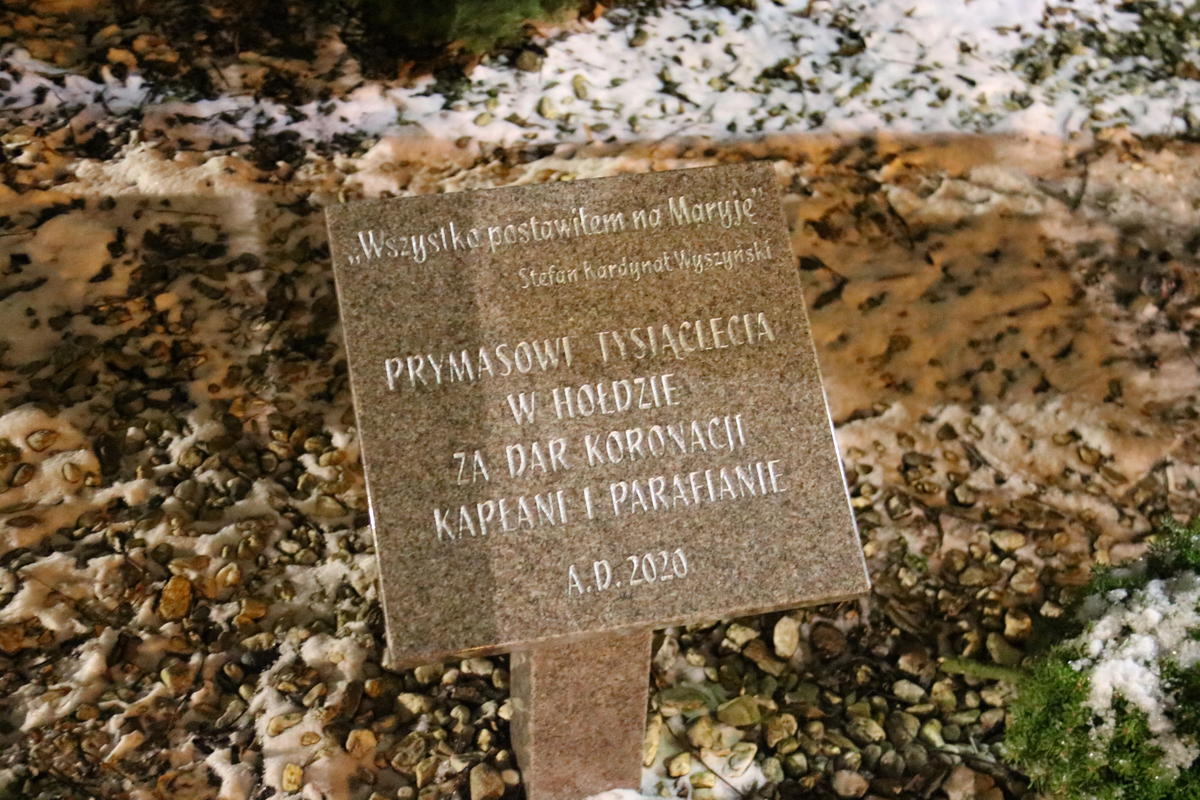 „Wszystko postawiłem na Maryję”
Stefan Kardynał Wyszyński
PRYMASOWI TYSIĄCLECIA
W HOŁDZIE
ZA DAR KORONACJI
KAPŁANI I PARAFIANIE
A.D. 2020